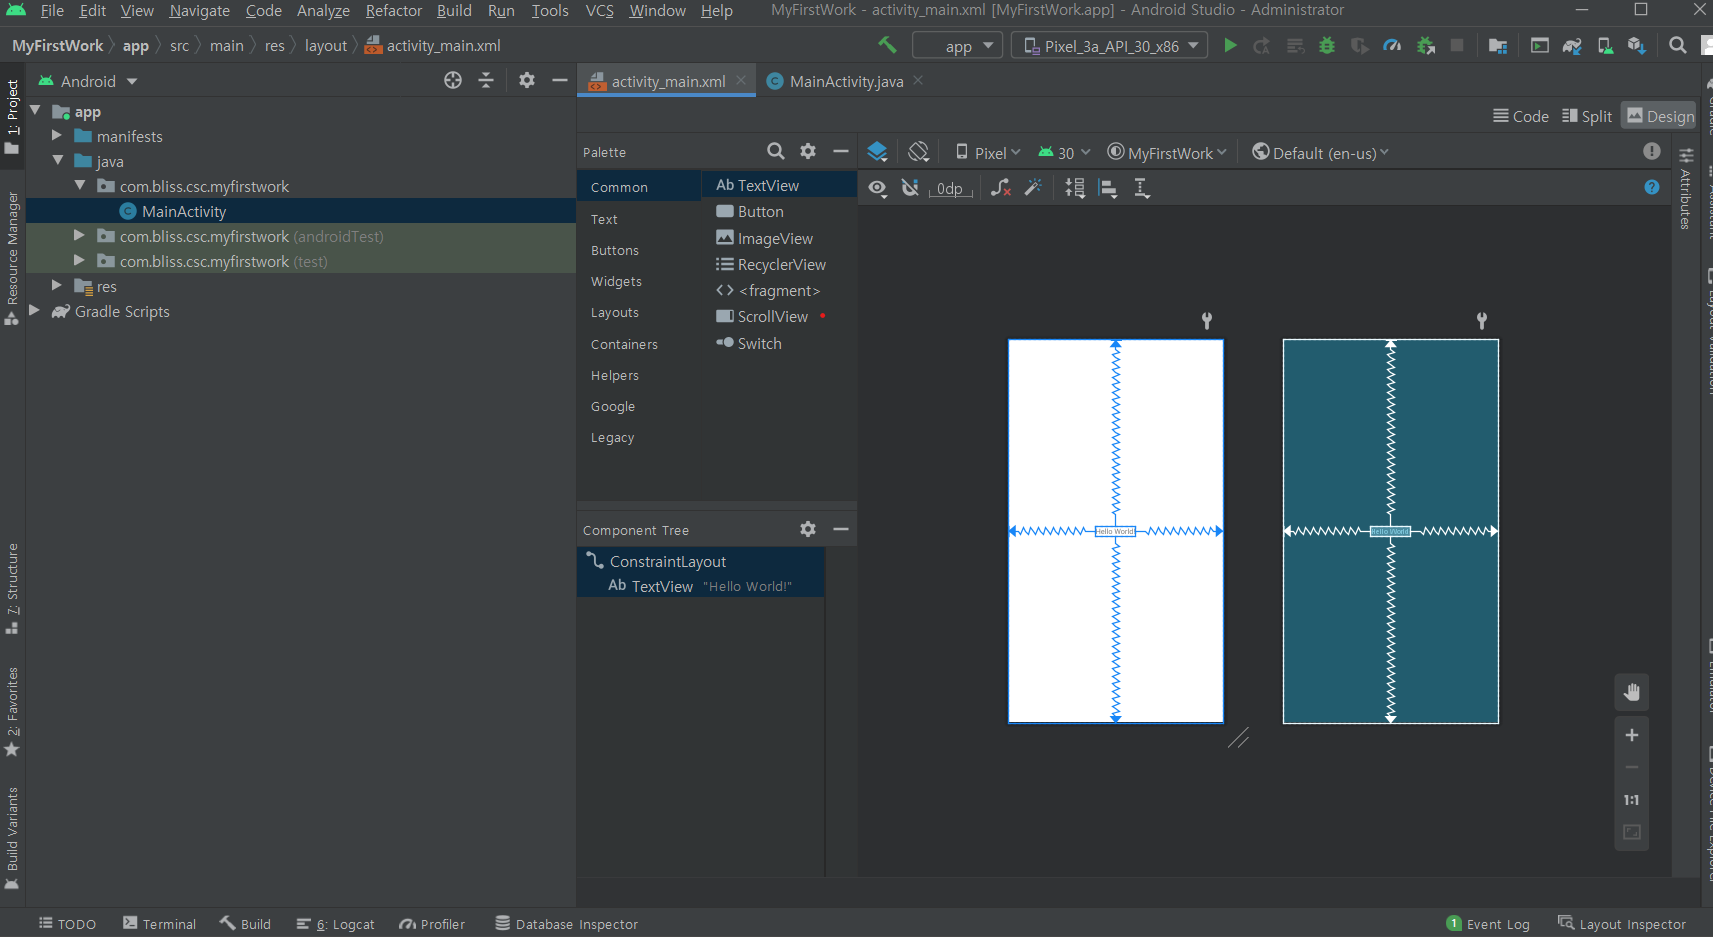 File Edit View Navigate Code Analyze Refactor Build Run Tools VCS Window Help MyFirstWork - activity_main.xml [MyFirstWork.app] - Android Studio - Administrator
MyFirstWork app src main res layout activity_main.xml app Pixel_3a_API_30_x86
1: Project
Resource Manager
7: Structure
2: Favorites
Build Variants
Android
app
manifests
java
com.bliss.csc.myfirstwork
MainActivity
com.bliss.csc.myfirstwork (androidTest)
com.bliss.csc.myfirstwork (test)
res
Gradle Scripts
activity_main.xml MainActivity.java
Code Split Design
Palette
Common
Text
Buttons
Widgets
Layouts
Containers
Helpers
Google
Legacy
Ab TextView
Button
ImageView
RecyclerView
<fragment>
ScrollView
Switch
Pixel 30 MyFirstWork Default (en-us)
0dp
Component Tree
ConstraintLayout
Ab TextView "Hello World!"
Hello World
Hello World
1:1
Attributes
TODO Terminal Build 6: Logcat Profiler Database Inspector 1 Event Log Layout Inspector